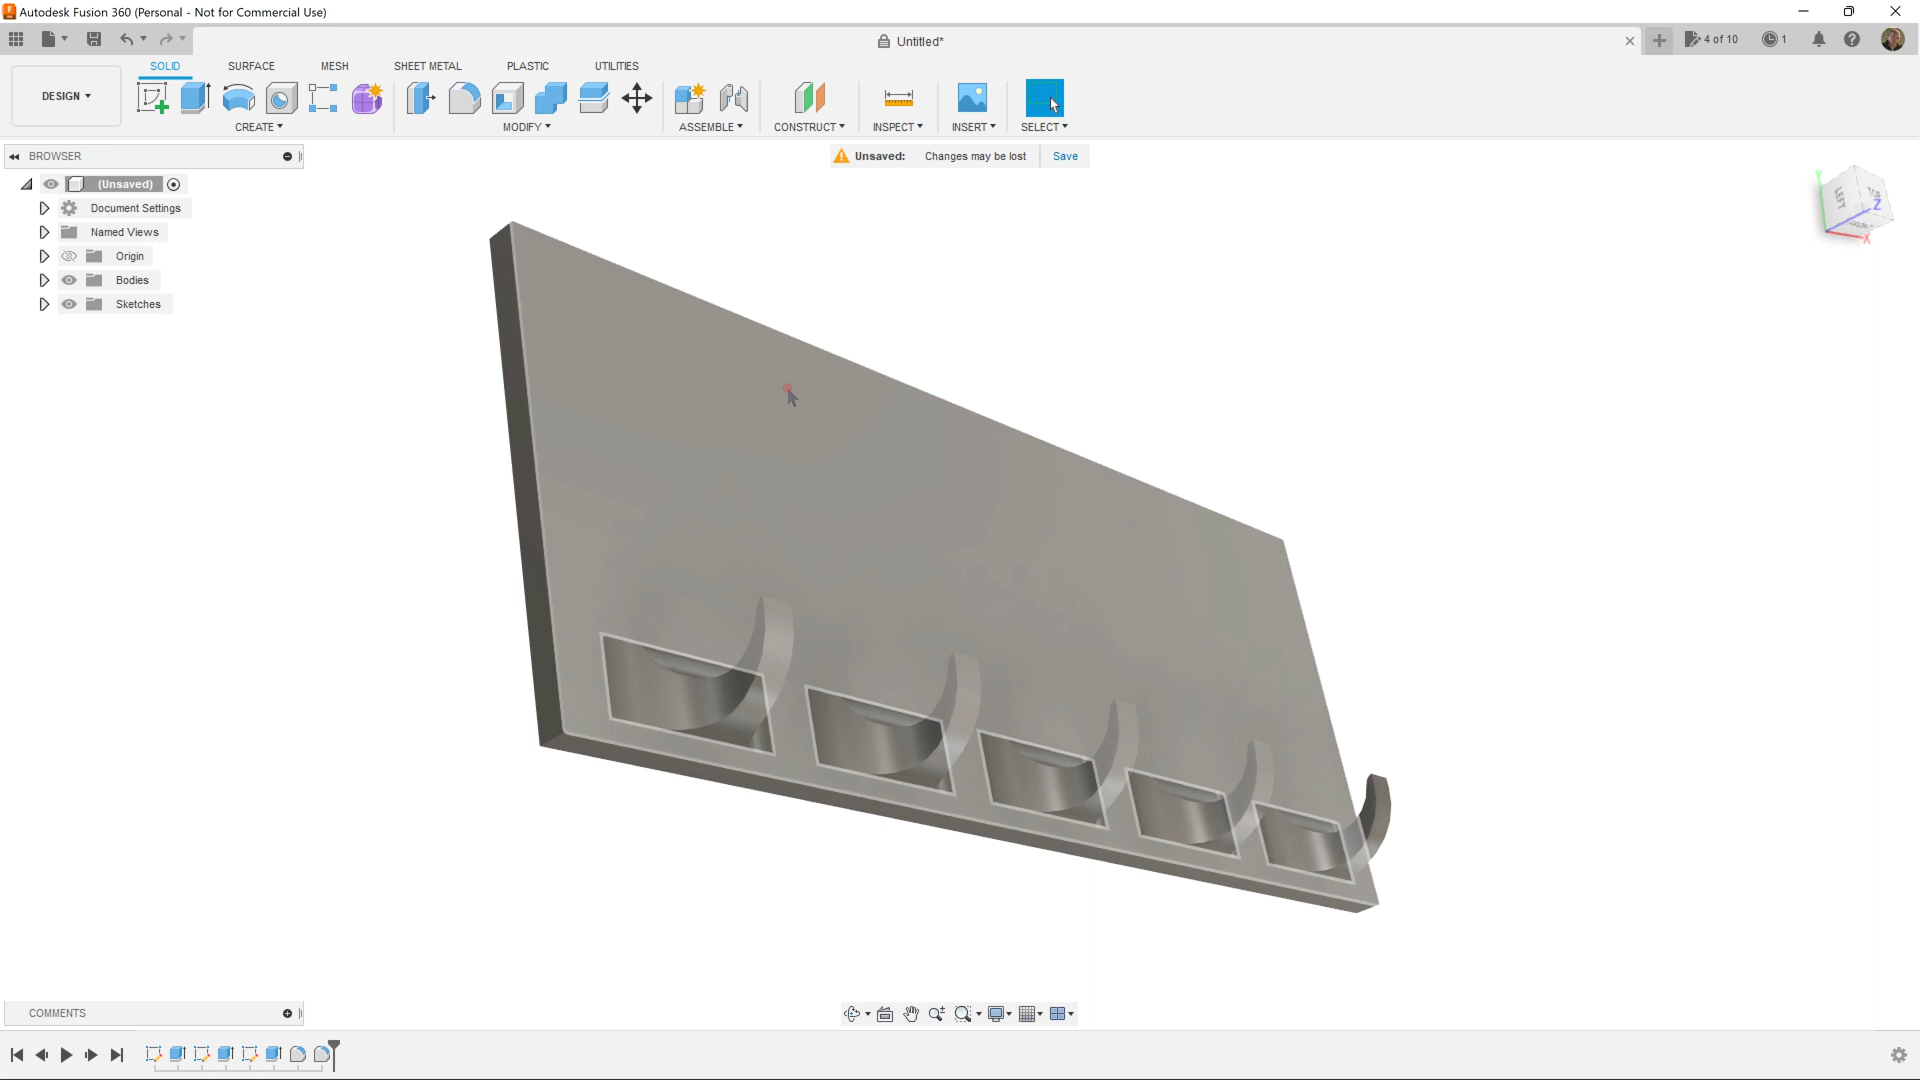 Autodesk Fusion 360 (Personal - Not for Commercial Use)
Untitled*
4 of 10
1
SOLID SURFACE MESH SHEET METAL PLASTIC UTILITIES
DESIGN
CREATE MODIFY ASSEMBLE CONSTRUCT INSPECT INSERT SELECT
BROWSER
Unsaved: Changes may be lost Save
(Unsaved)
Document Settings
Named Views
Origin
Bodies
Sketches
Y
LEFT
Z
X
COMMENTS